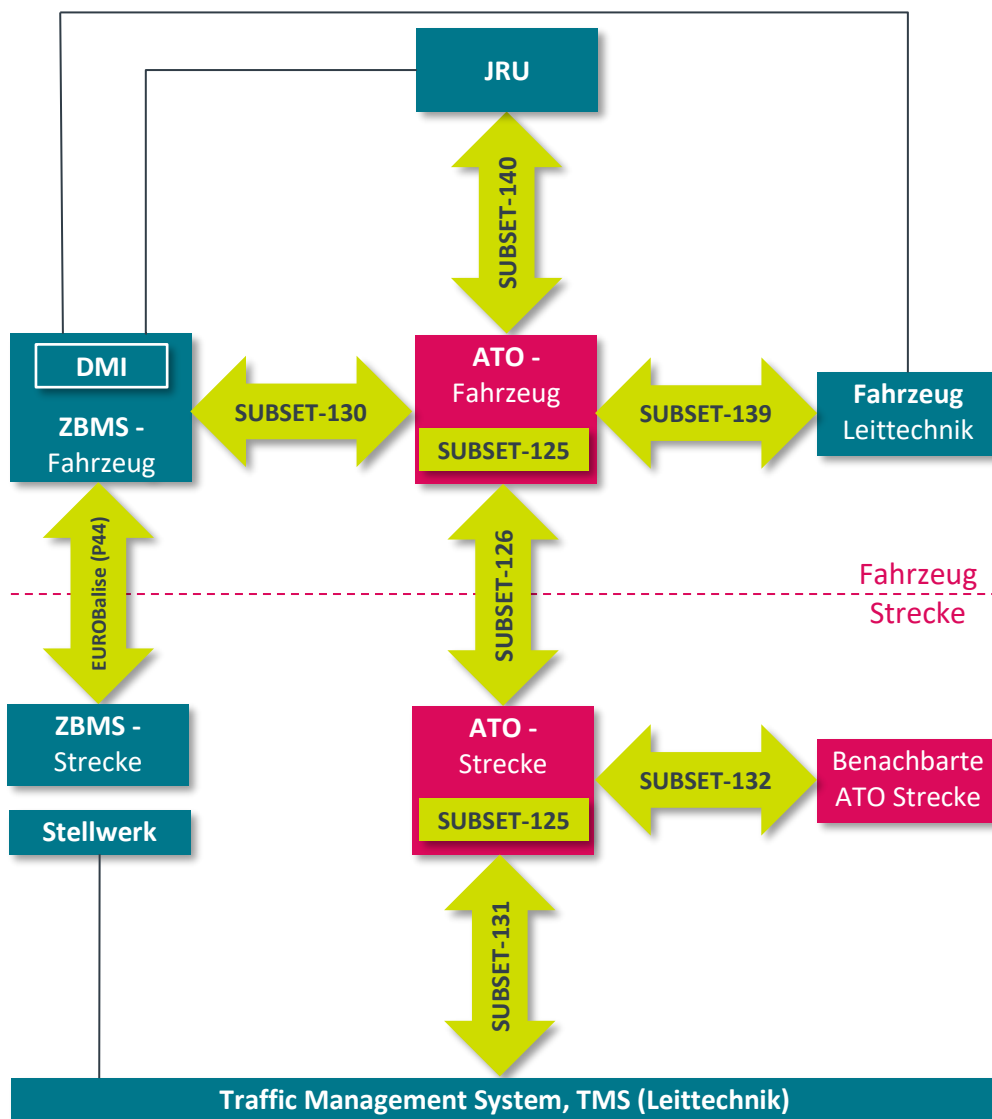 JRU
SUBSET-140
DMI
ZBMS -
Fahrzeug
SUBSET-130
ATO -
Fahrzeug
SUBSET-125
SUBSET-139
Fahrzeug
Leittechnik
EUROBalise (P44)
SUBSET-126
Fahrzeug
Strecke
ZBMS -
Strecke
ATO -
Strecke
SUBSET-125
SUBSET-132
Benachbarte
ATO Strecke
Stellwerk
SUBSET-131
Traffic Management System, TMS (Leittechnik)